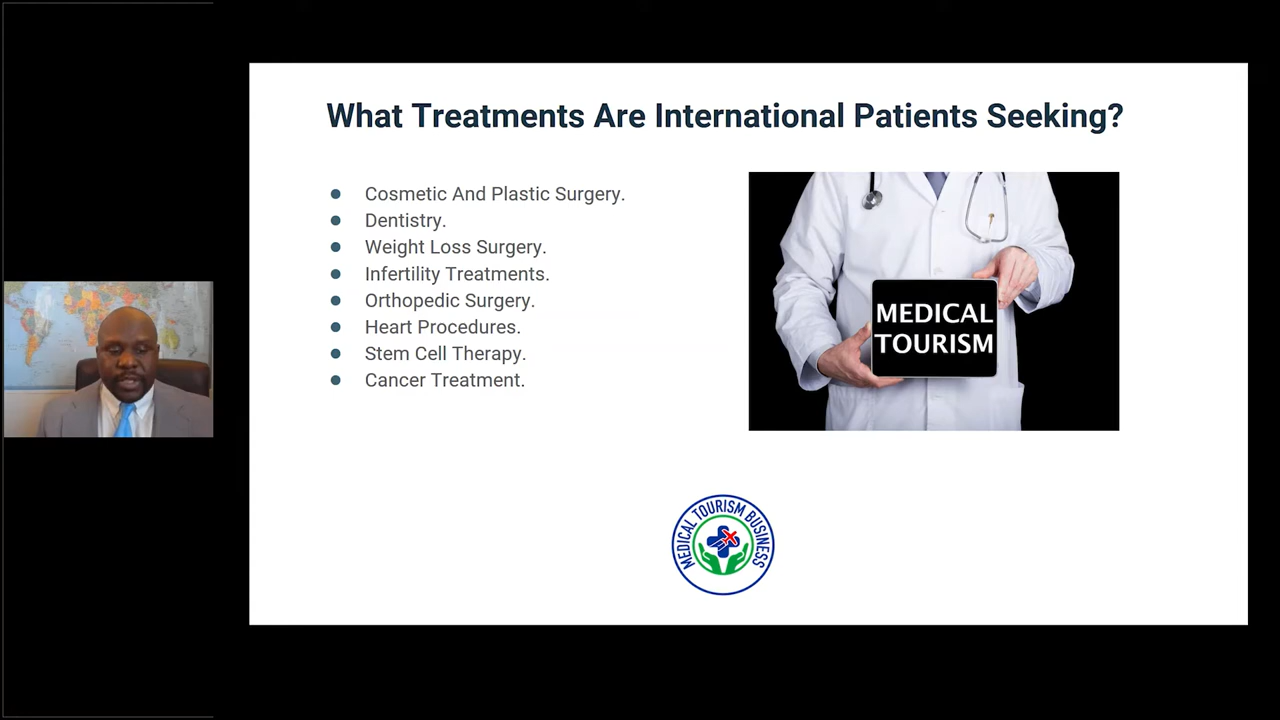 What Treatments Are International Patients Seeking?
Cosmetic And Plastic Surgery.
Dentistry.
Weight Loss Surgery.
Infertility Treatments.
Orthopedic Surgery.
Heart Procedures.
Stem Cell Therapy.
Cancer Treatment.
MEDICAL
TOURISM
MEDICAL TOURISM BUSINESS